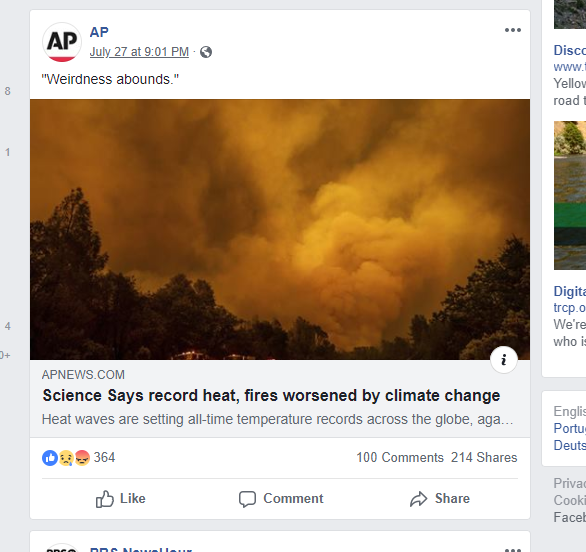 AP
AP
July 27 at 9:01 PM ·
"Weirdness abounds."
8
1
4
0+
i
APNEWS.COM
Science Says record heat, fires worsened by climate change
Heat waves are setting all-time temperature records across the globe, aga…
364
100 Comments 214 Shares
Like
Comment
Share
PBS NewsHour
Disco
www.f
Yellow
road t
Digita
trcp.o
We're
who is
Englis
Portu
Deuts
Priva
Cooki
Faceb